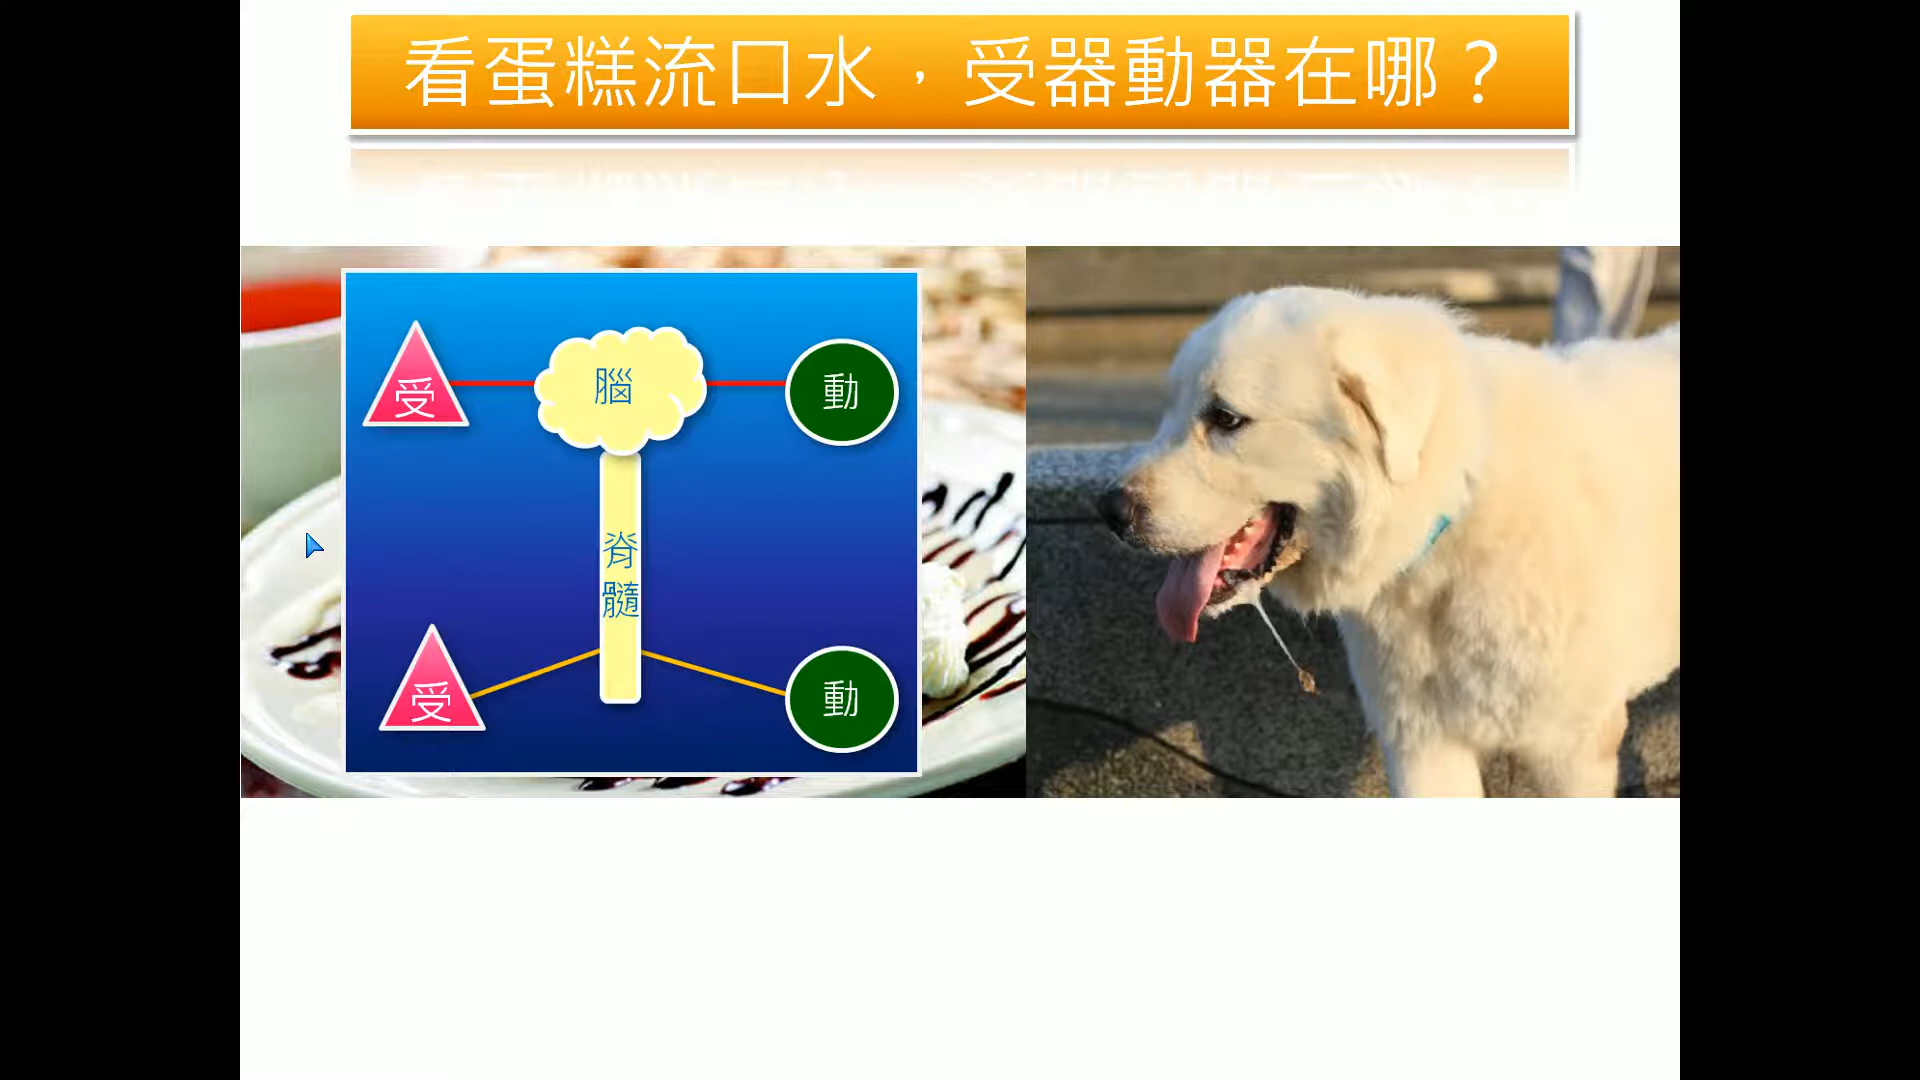 看蛋糕流口水，受器動器在哪？
受
腦
動
脊
髓
受
動